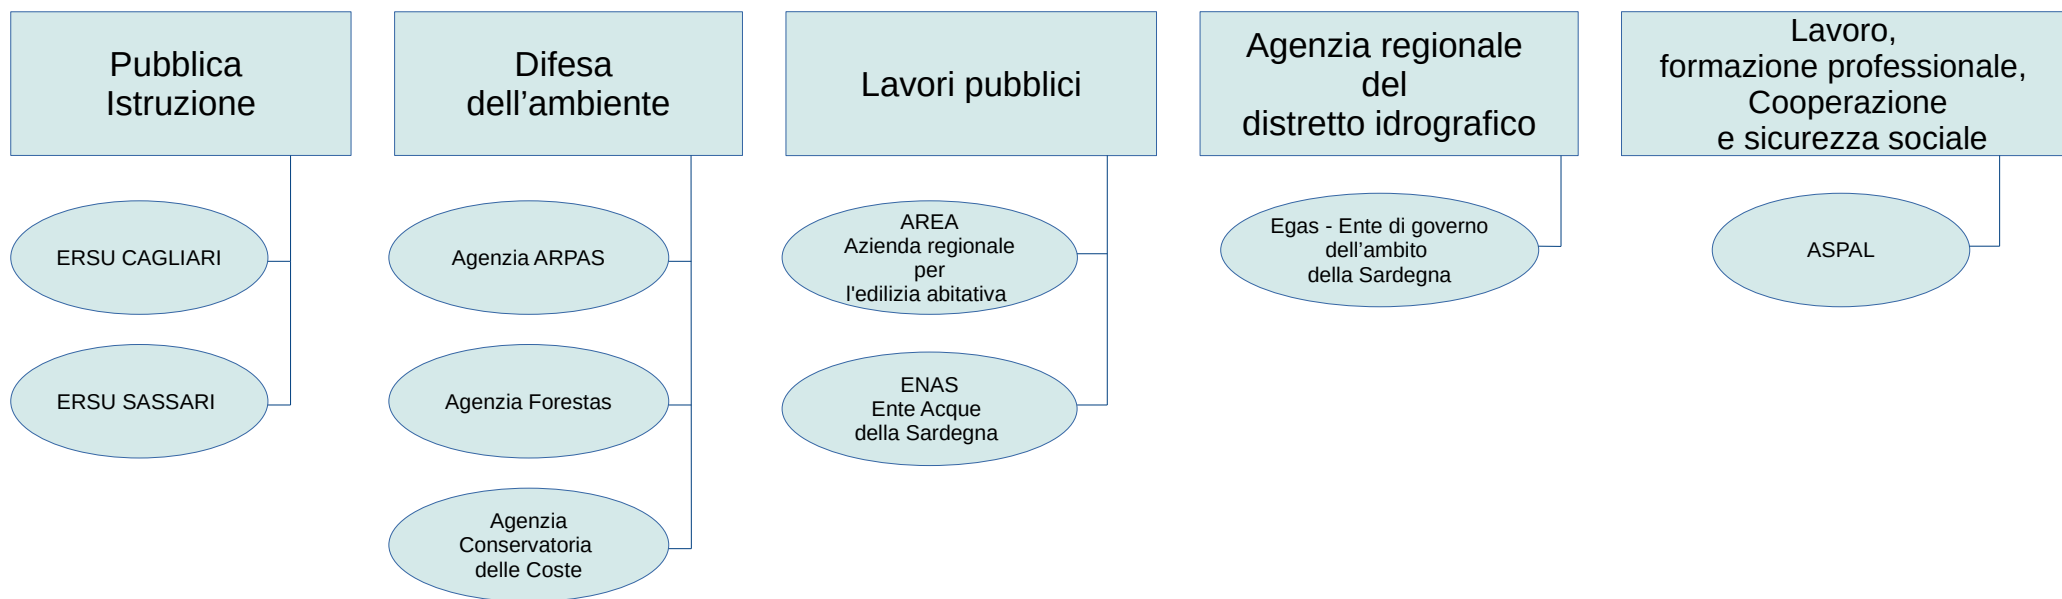 Pubblica
Istruzione
Difesa
dell’ambiente
Lavori pubblici
Agenzia regionale
del
distretto idrografico
Lavoro,
formazione professionale,
Cooperazione
e sicurezza sociale
ERSU CAGLIARI
ERSU SASSARI
Agenzia ARPAS
Agenzia Forestas
Agenzia
Conservatoria
delle Coste
AREA
Azienda regionale
per
l'edilizia abitativa
ENAS
Ente Acque
della Sardegna
Egas - Ente di governo
dell’ambito
della Sardegna
ASPAL